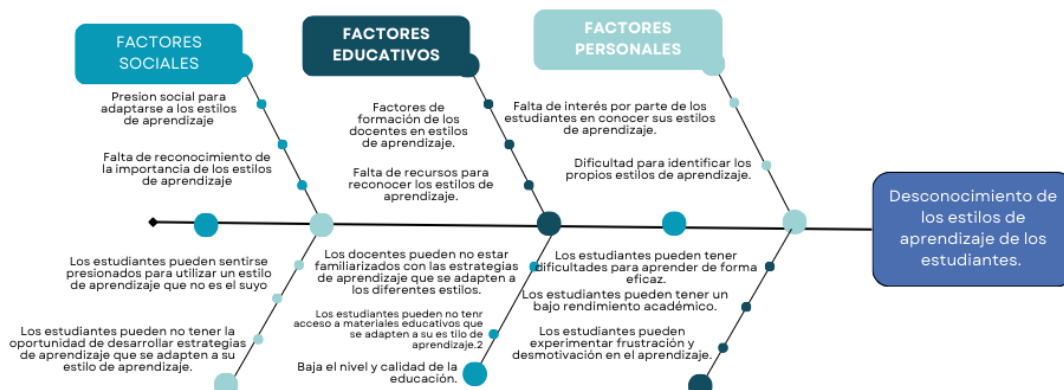 FACTORES
SOCIALES
Presion social para
adaptarse a los estilos
de aprendizaje
Falta de reconocimiento de
la importancia de los estilos
de aprendizaje
FACTORES
EDUCATIVOS
Factores de
formación de los
docentes en estilos
de aprendizaje.
Falta de recursos para
reconocer los estilos de
aprendizaje.
FACTORES
PERSONALES
Falta de interés por parte de los
estudiantes en conocer sus estilos
de aprendizaje.
Dificultad para identificar los
propios estilos de aprendizaje.
Desconocimiento de
los estilos de
aprendizaje de los
estudiantes.
Los estudiantes pueden sentirse
presionados para utilizar un estilo
de aprendizaje que no es el suyo
Los estudiantes pueden no tener la
oportunidad de desarrollar estrategias
de aprendizaje que se adapten a su
estilo de aprendizaje.
Los docentes pueden no estar
familiarizados con las estrategias
de aprendizaje que se adapten a
los diferentes estilos.
Los estudiantes pueden no tenr
acceso a materiales educativos que
se adapten a su es tilo de
aprendizaje.2
Baja el nivel y calidad de la
educación.
Los estudiantes pueden tener
dificultades para aprender de forma
eficaz.
Los estudiantes pueden tener un
bajo rendimiento académico.
Los estudiantes pueden
experimentar frustración y
desmotivación en el aprendizaje.